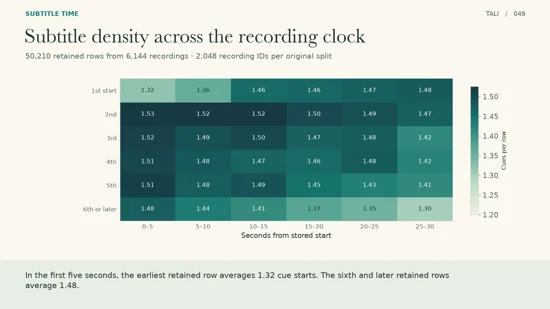 SUBTITLE TIME
TALI / 049
Subtitle density across the recording clock
50,210 retained rows from 6,144 recordings · 2,048 recording IDs per original split
1st start 1.32 1.36 1.46 1.46 1.47 1.48
2nd 1.53 1.52 1.52 1.50 1.49 1.47
3rd 1.52 1.49 1.50 1.47 1.48 1.42
4th 1.51 1.48 1.47 1.46 1.48 1.42
5th 1.51 1.48 1.49 1.45 1.43 1.41
6th or later 1.48 1.44 1.41 1.37 1.35 1.30
0–5 5–10 10–15 15–20 20–25 25–30
Seconds from stored start
1.50
1.45
1.40
1.35
1.30
1.25
1.20
Cues per row
In the first five seconds, the earliest retained row averages 1.32 cue starts. The sixth and later retained rows
average 1.48.